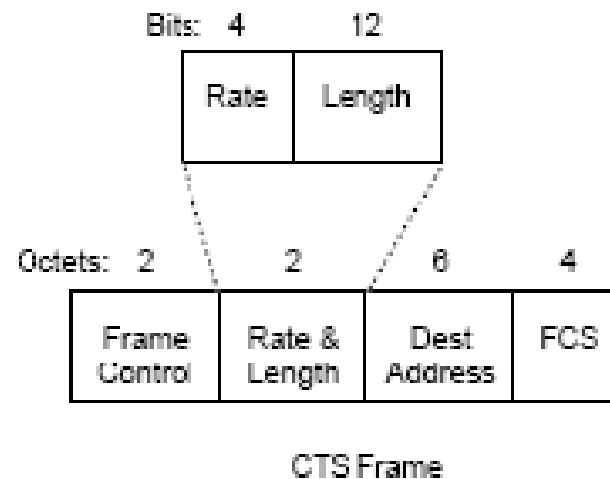 Bits: 4 12
Rate Length
Octets: 2 2 6 4
Frame Control Rate & Length Dest Address FCS
CTS Frame